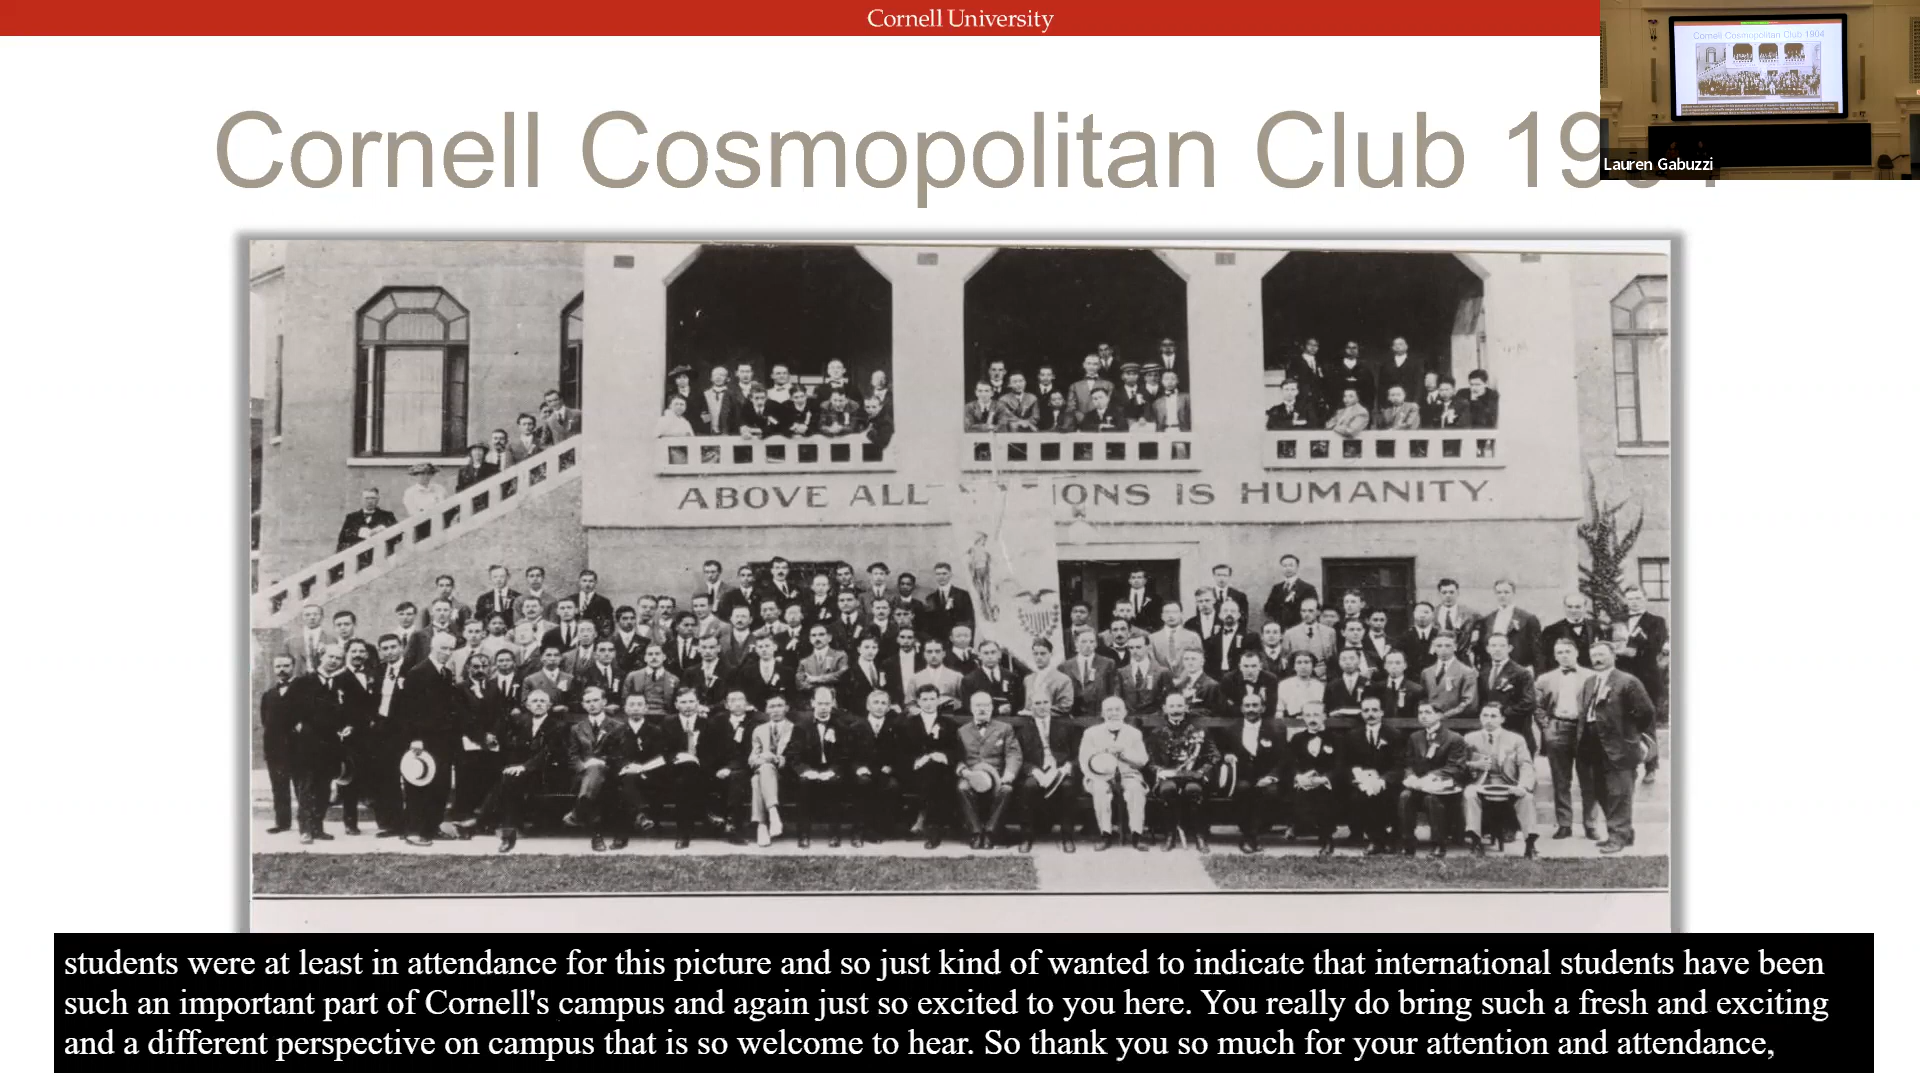 Cornell University
Cornell Cosmopolitan Club 1904
Cornell Cosmopolitan Club 19
Lauren Gabuzzi
ABOVE ALL IONS IS HUMANITY.
students were at least in attendance for this picture and so just kind of wanted to indicate that international students have been
such an important part of Cornell's campus and again just so excited to you here. You really do bring such a fresh and exciting
and a different perspective on campus that is so welcome to hear. So thank you so much for your attention and attendance,